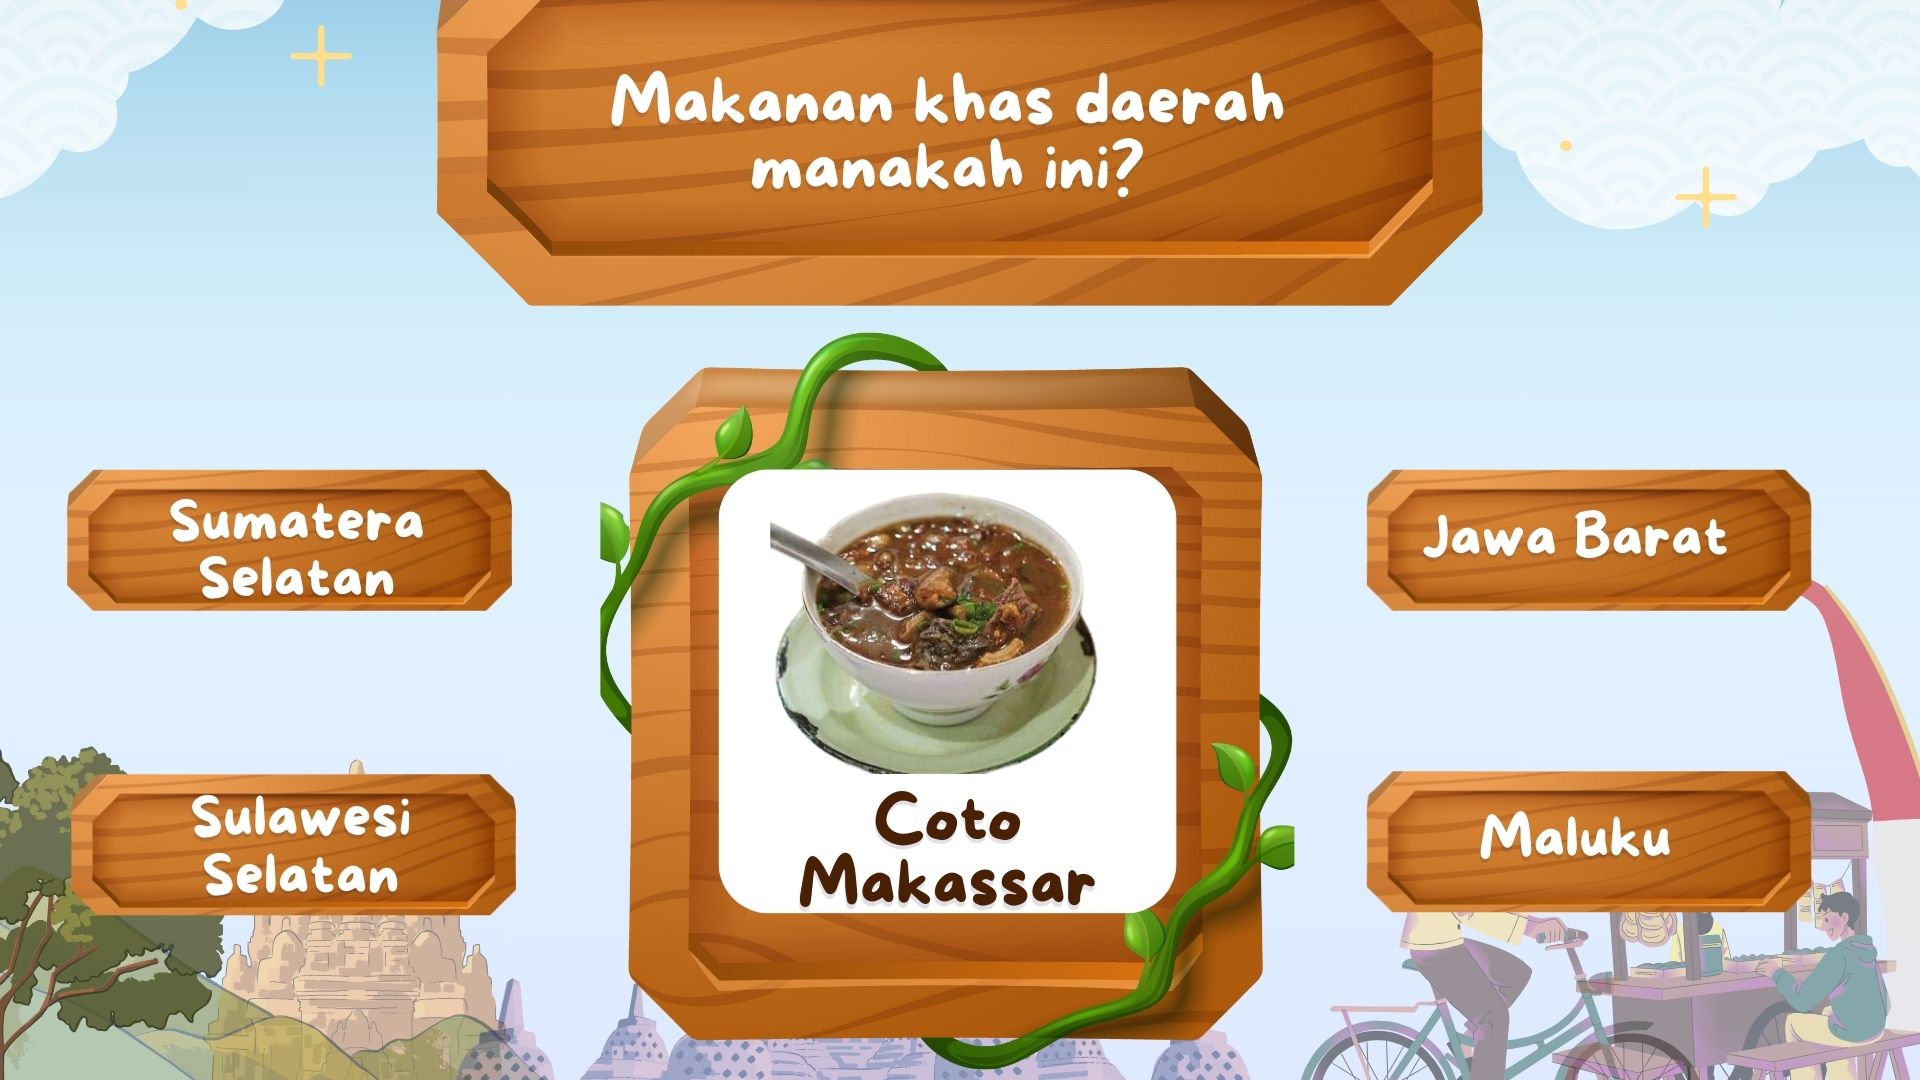 Makanan khas daerah
manakah ini?
Sumatera
Selatan
Jawa Barat
Sulawesi
Selatan
Maluku
Coto
Makassar